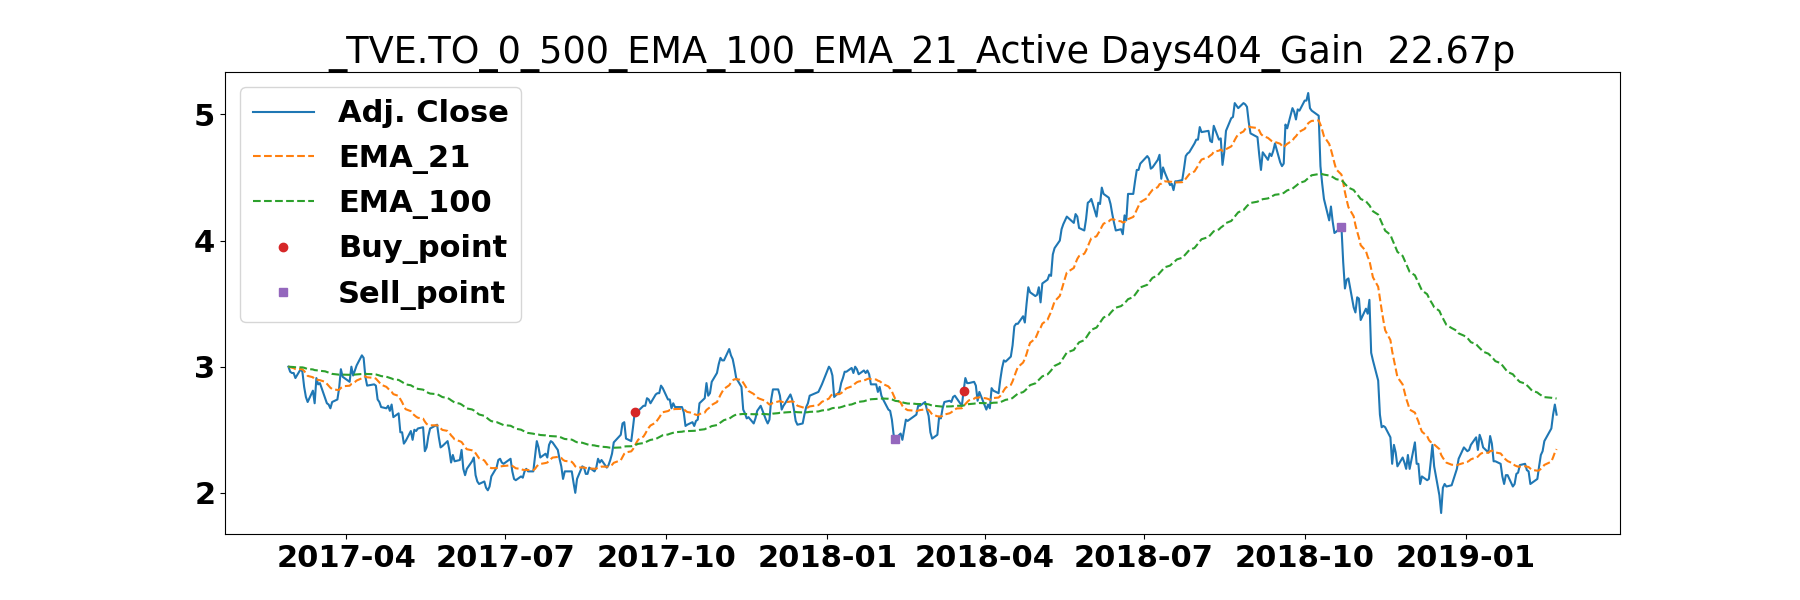 _TVE.TO_0_500_EMA_100_EMA_21_Active Days404_Gain  22.67p
Adj. Close
EMA_21
EMA_100
Buy_point
Sell_point
5
4
3
2
2017-04 2017-07 2017-10 2018-01 2018-04 2018-07 2018-10 2019-01